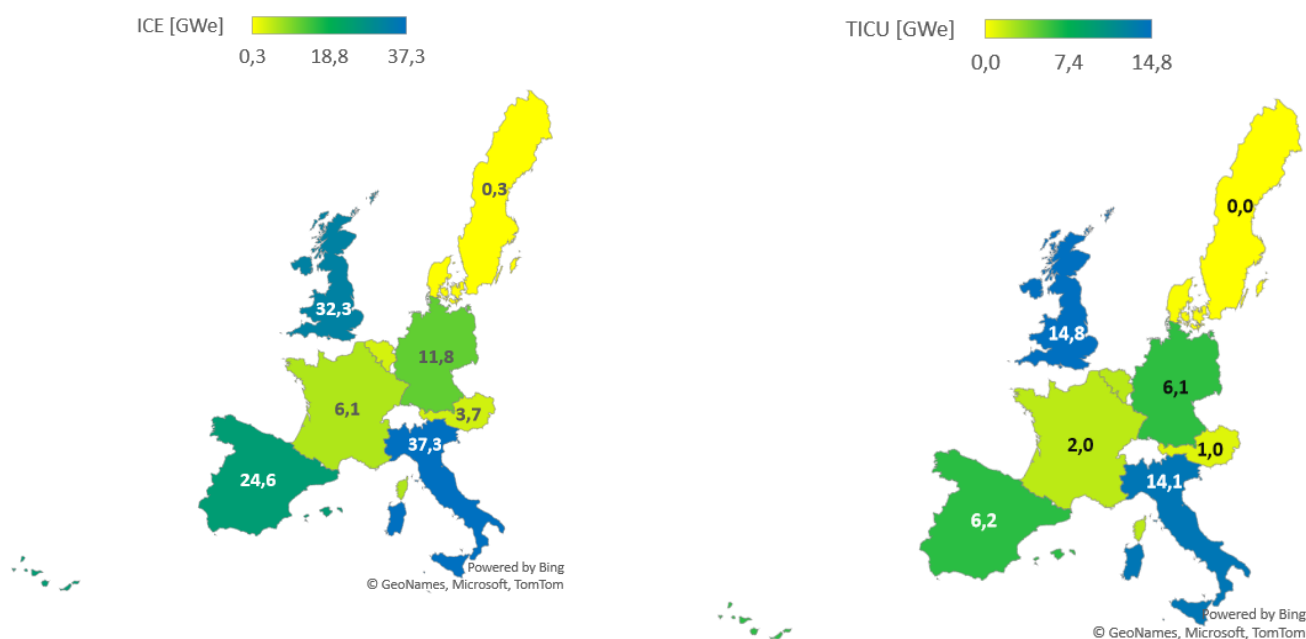 ICE [GWe]
0,3 18,8 37,3
0,3
32,3
11,8
6,1
3,7
37,3
24,6
Powered by Bing
© GeoNames, Microsoft, TomTom
TICU [GWe]
0,0 7,4 14,8
0,0
14,8
6,1
2,0
1,0
14,1
6,2
Powered by Bing
© GeoNames, Microsoft, TomTom